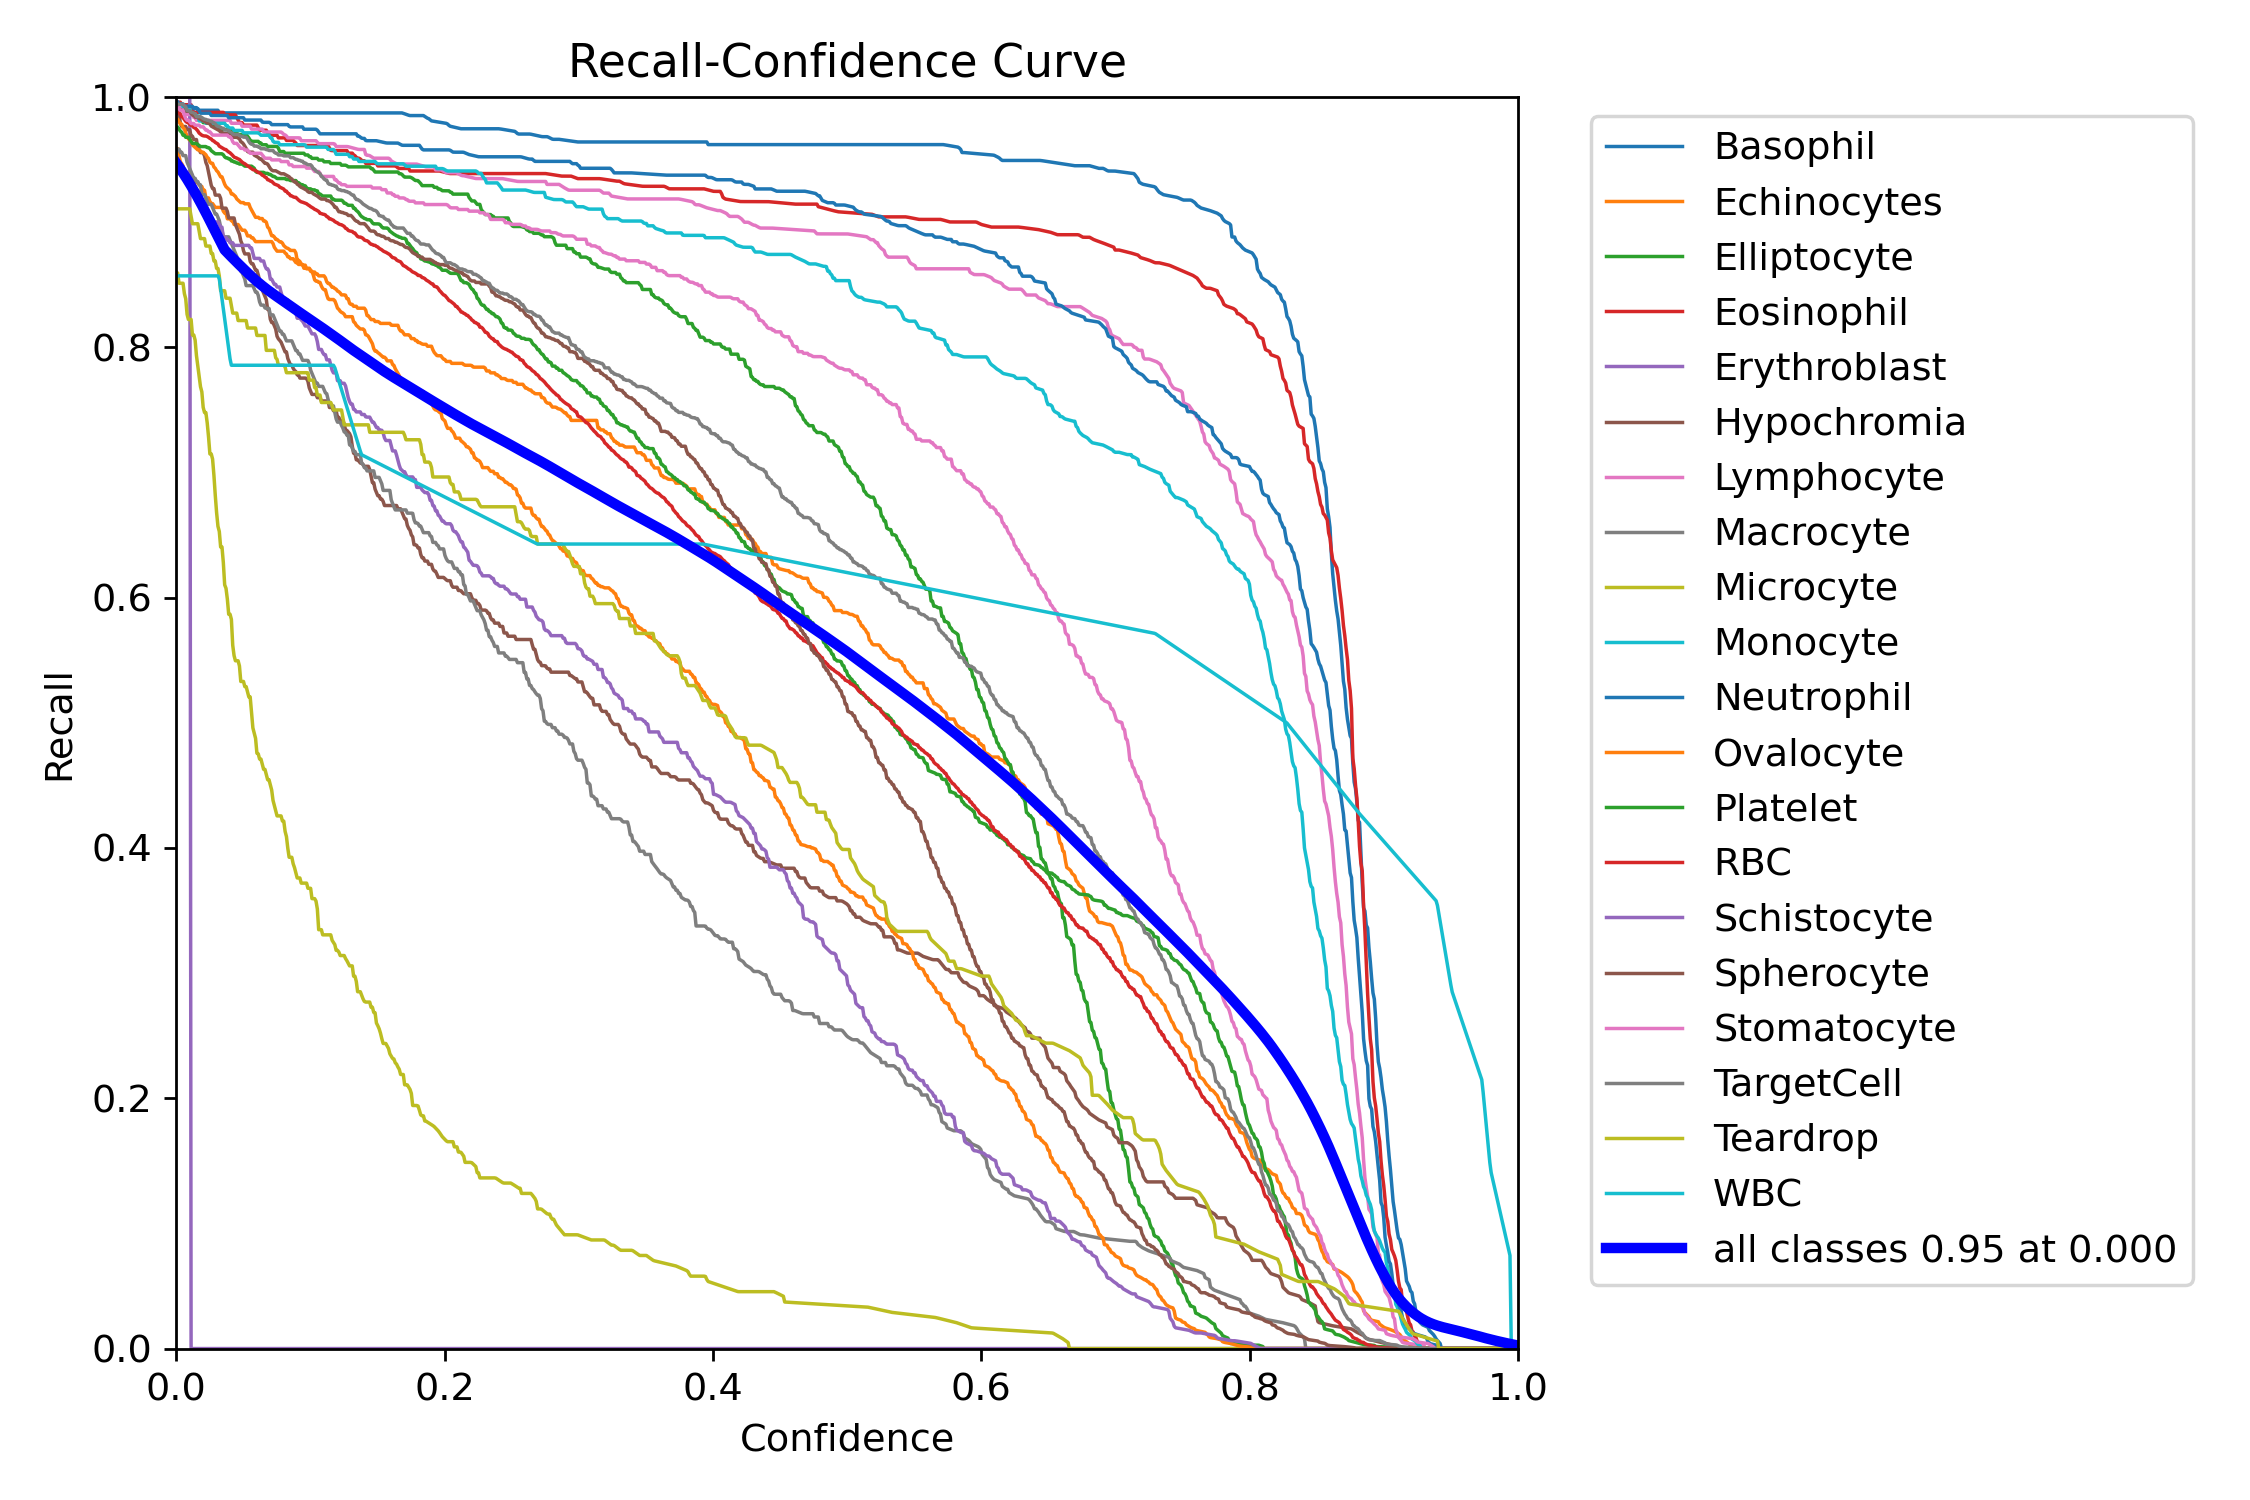 Recall-Confidence Curve
1.0
0.8
0.6
0.4
0.2
0.0
Recall
0.0 0.2 0.4 0.6 0.8 1.0
Confidence
Basophil
Echinocytes
Elliptocyte
Eosinophil
Erythroblast
Hypochromia
Lymphocyte
Macrocyte
Microcyte
Monocyte
Neutrophil
Ovalocyte
Platelet
RBC
Schistocyte
Spherocyte
Stomatocyte
TargetCell
Teardrop
WBC
all classes 0.95 at 0.000